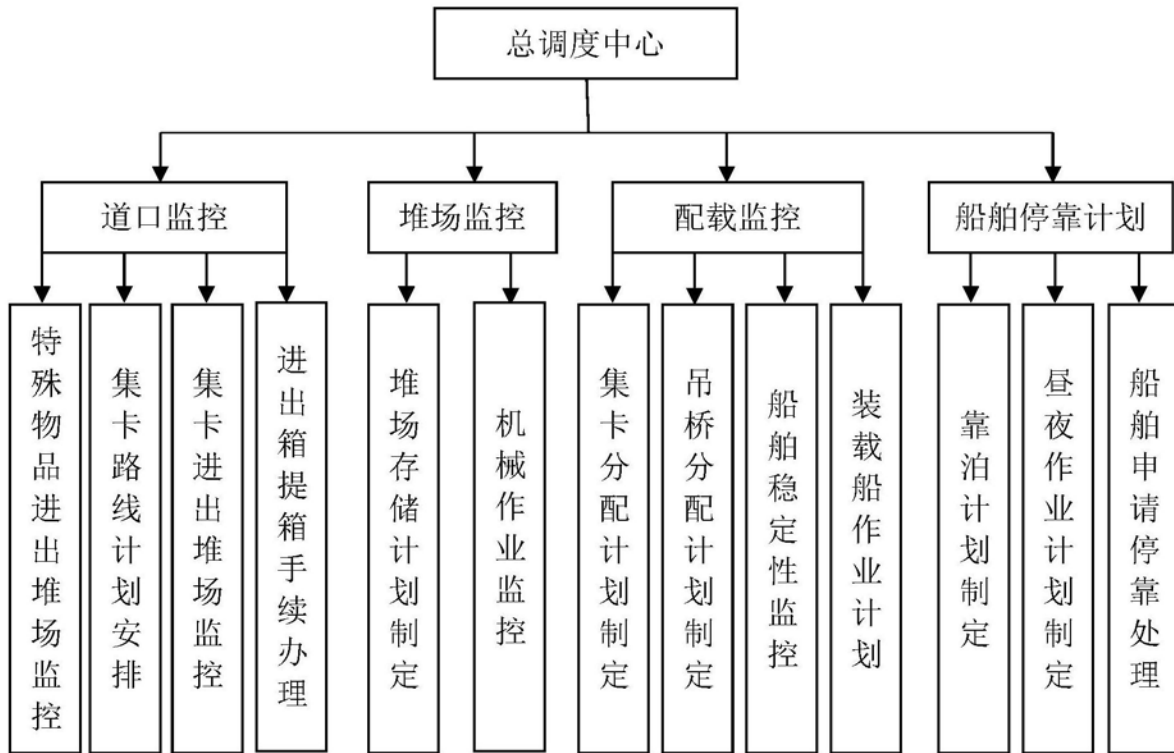 总调度中心
道口监控
堆场监控
配载监控
船舶停靠计划
特殊物品进出堆场监控
集卡路线计划安排
集卡进出堆场监控
进出箱提箱手续办理
堆场存储计划制定
机械作业监控
集卡分配计划制定
吊桥分配计划制定
船舶稳定性监控
装载船作业计划
靠泊计划制定
昼夜作业计划制定
船舶申请停靠处理